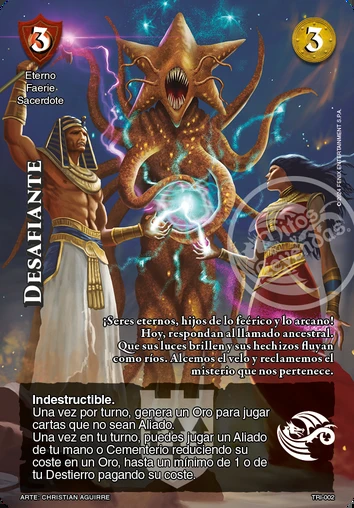 3
3
Eterno
Faerie
Sacerdote
DESAFIANTE
©2024 FENIX ENTERTAINMENT S.P.A.
Mitos
¡Seres eternos, hijos de lo feérico y lo arcano!
Hoy, respondan al llamado ancestral.
Que sus luces brillen y sus hechizos fluyan
como ríos. Alcemos el velo y reclamemos el
misterio que nos pertenece.
Indestructible.
Una vez por turno, genera un Oro para jugar
cartas que no sean Aliado.
Una vez en tu turno, puedes jugar un Aliado
de tu mano o Cementerio reduciendo su
coste en un Oro, hasta un mínimo de 1 o de
tu Destierro pagando su coste.
ARTE: CHRISTIAN AGUIRRE
TRI-002